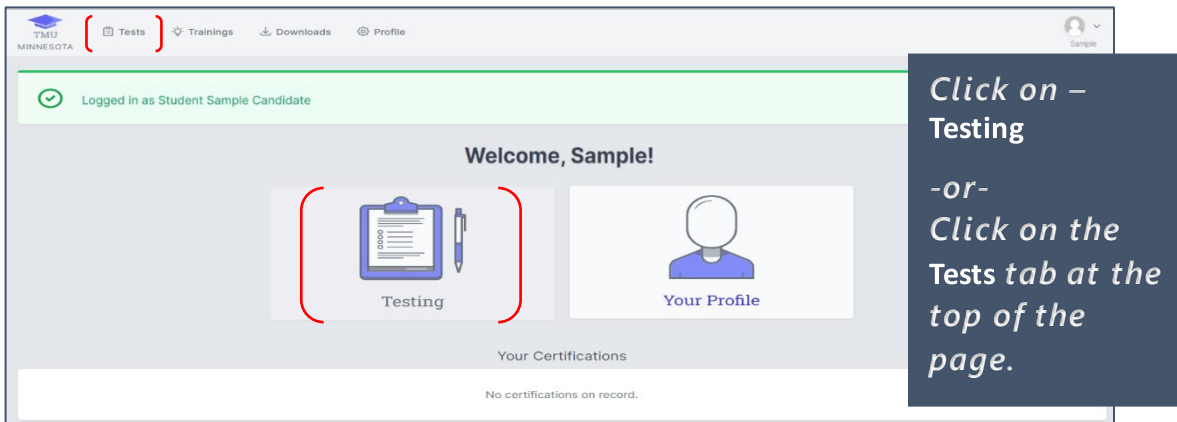 TMU
MINNESOTA
Tests
Trainings
Downloads
Profile
Sample
Logged in as Student Sample Candidate
Welcome, Sample!
Testing
Your Profile
Your Certifications
No certifications on record.
Click on –
Testing
-or-
Click on the
Tests tab at the
top of the
page.